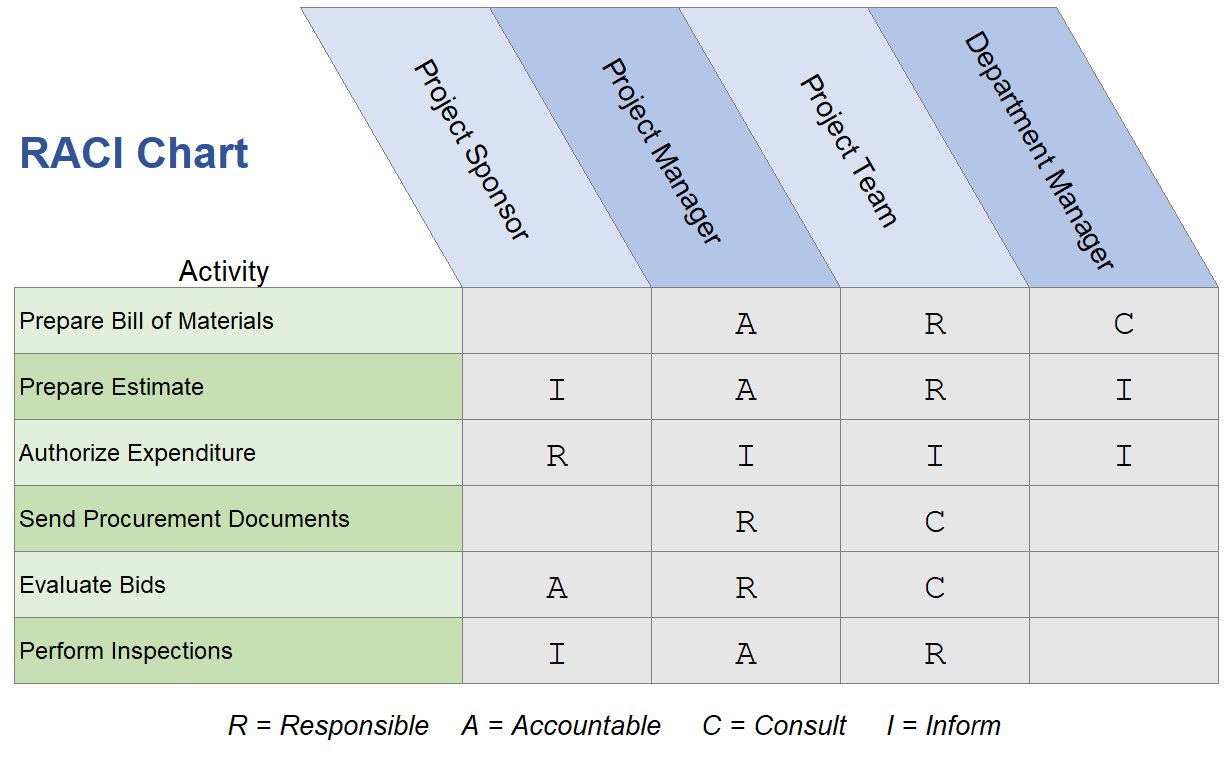 Project Sponsor
Project Manager
Project Team
Department Manager
RACI Chart
Activity
Prepare Bill of Materials A R C
Prepare Estimate I A R I
Authorize Expenditure R I I I
Send Procurement Documents R C
Evaluate Bids A R C
Perform Inspections I A R
R = Responsible A = Accountable C = Consult I = Inform